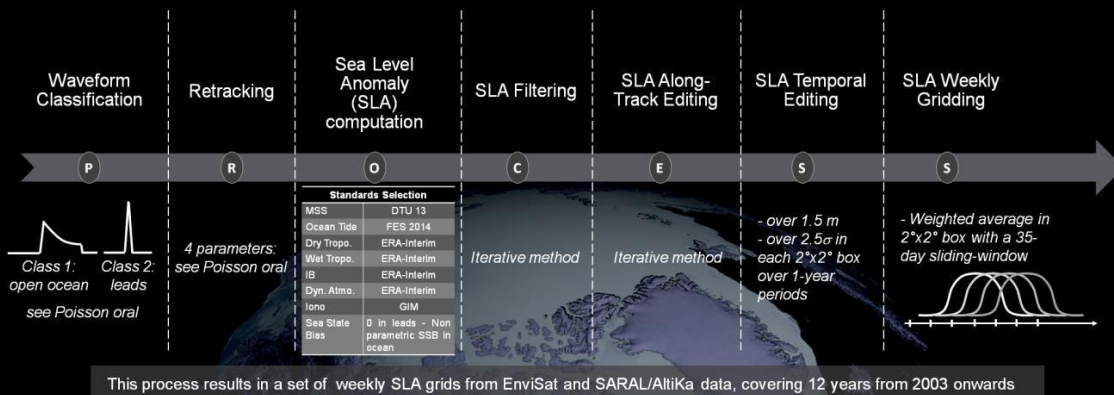 Waveform
Classification
Retracking
Sea Level
Anomaly
(SLA)
computation
SLA Filtering
SLA Along-
Track Editing
SLA Temporal
Editing
SLA Weekly
Gridding
P
R
O
C
E
S
S
Class 1:
open ocean
Class 2:
leads
see Poisson oral
4 parameters:
see Poisson oral
Standards Selection
MSS DTU 13
Ocean Tide FES 2014
Dry Tropo. ERA-Interim
Wet Tropo. ERA-Interim
IB ERA-Interim
Dyn. Atmo. ERA-Interim
Iono GIM
Sea State
Bias
0 in leads - Non
parametric SSB in
ocean
Iterative method
Iterative method
- over 1.5 m
- over 2.5σ in
each 2°x2° box
over 1-year
periods
- Weighted average in
2°x2° box with a 35-
day sliding-window
This process results in a set of weekly SLA grids from EnviSat and SARAL/AltiKa data, covering 12 years from 2003 onwards